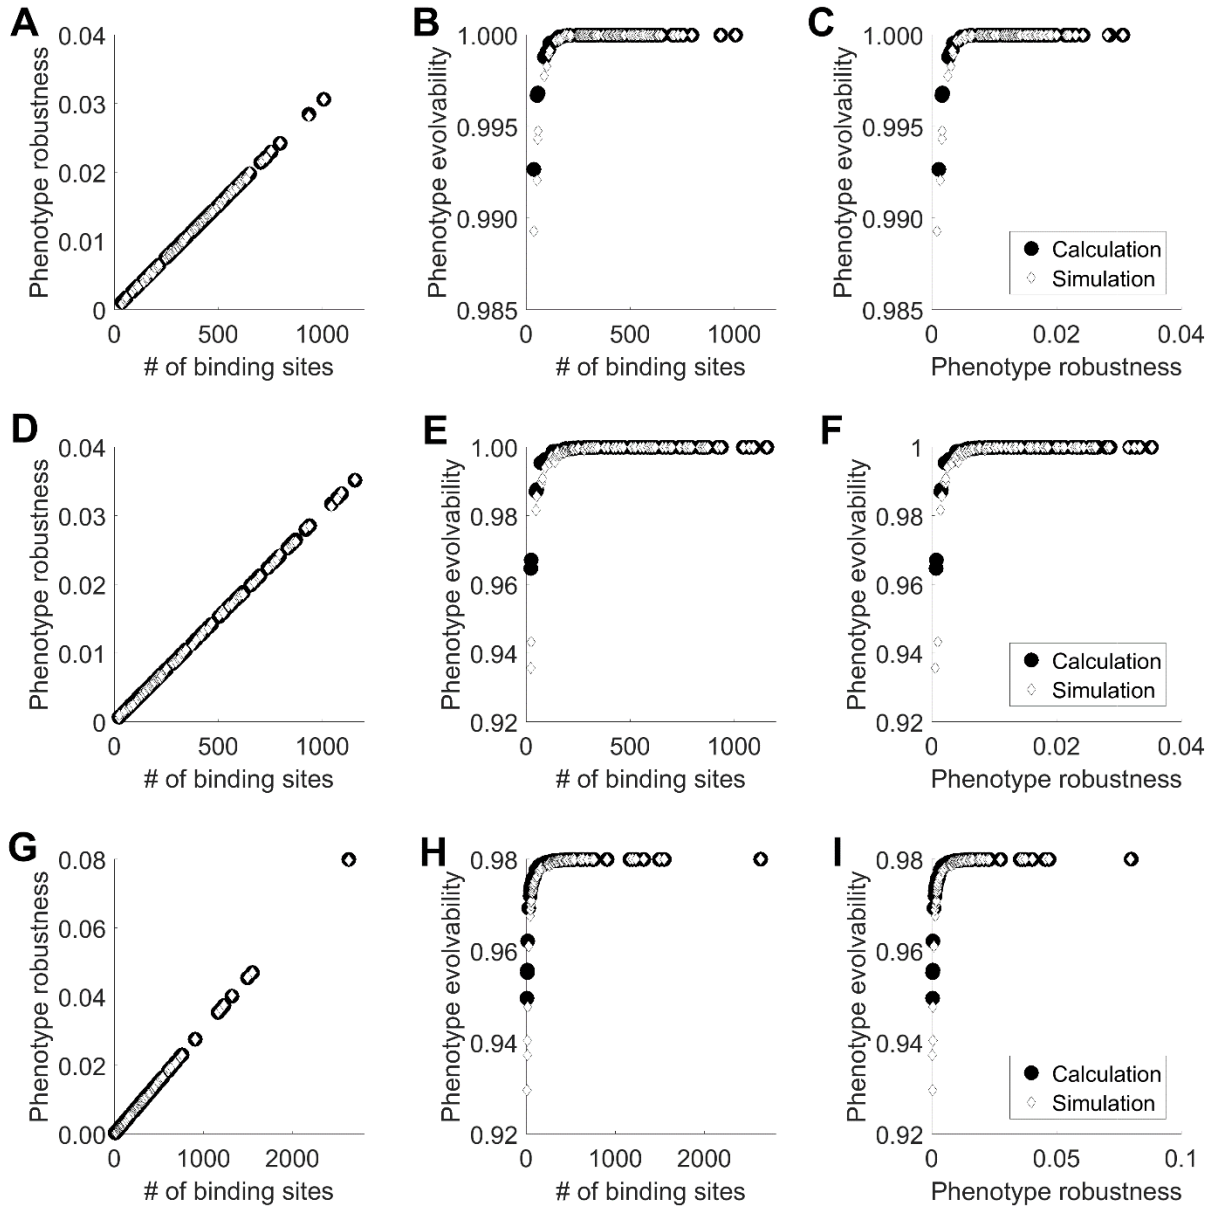 A
Phenotype robustness
0.04
0.03
0.02
0.01
0
0
500
1000
# of binding sites
B
Phenotype evolvability
1.000
0.995
0.990
0.985
0
500
1000
# of binding sites
C
Phenotype evolvability
1.000
0.995
0.990
0.985
Calculation
Simulation
0
0.02
0.04
Phenotype robustness
D
Phenotype robustness
0.04
0.03
0.02
0.01
0
0
500
1000
# of binding sites
E
Phenotype evolvability
1.00
0.98
0.96
0.94
0.92
0
500
1000
# of binding sites
F
Phenotype evolvability
1
0.98
0.96
0.94
0.92
Calculation
Simulation
0
0.02
0.04
Phenotype robustness
G
Phenotype robustness
0.08
0.06
0.04
0.02
0.00
0
1000
2000
# of binding sites
H
Phenotype evolvability
0.98
0.96
0.94
0.92
0
1000
2000
# of binding sites
I
Phenotype evolvability
0.98
0.96
0.94
0.92
Calculation
Simulation
0
0.05
0.1
Phenotype robustness